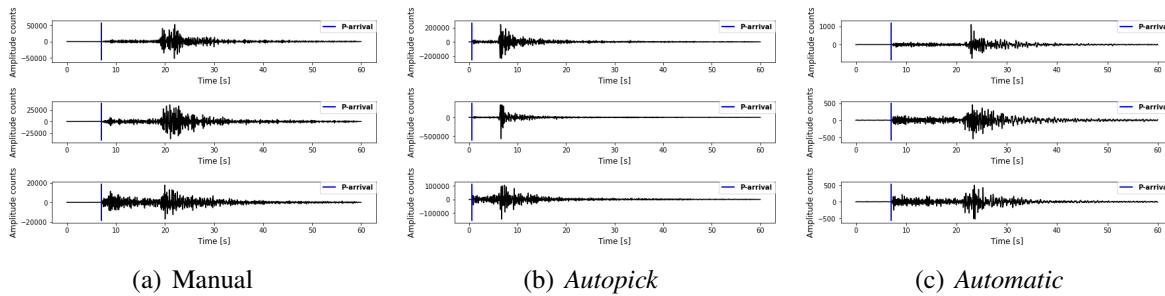 Amplitude counts
50000
0
−50000
P-arrival
0 10 20 30 40 50 60
Time [s]
Amplitude counts
25000
0
−25000
P-arrival
0 10 20 30 40 50 60
Time [s]
Amplitude counts
20000
0
−20000
P-arrival
0 10 20 30 40 50 60
Time [s]
(a) Manual
Amplitude counts
200000
0
−200000
P-arrival
0 10 20 30 40 50 60
Time [s]
Amplitude counts
0
−500000
P-arrival
0 10 20 30 40 50 60
Time [s]
Amplitude counts
100000
0
−100000
P-arrival
0 10 20 30 40 50 60
Time [s]
(b) Autopick
Amplitude counts
1000
0
P-arrival
0 10 20 30 40 50 60
Time [s]
Amplitude counts
500
0
−500
P-arrival
0 10 20 30 40 50 60
Time [s]
Amplitude counts
500
0
−500
P-arrival
0 10 20 30 40 50 60
Time [s]
(c) Automatic